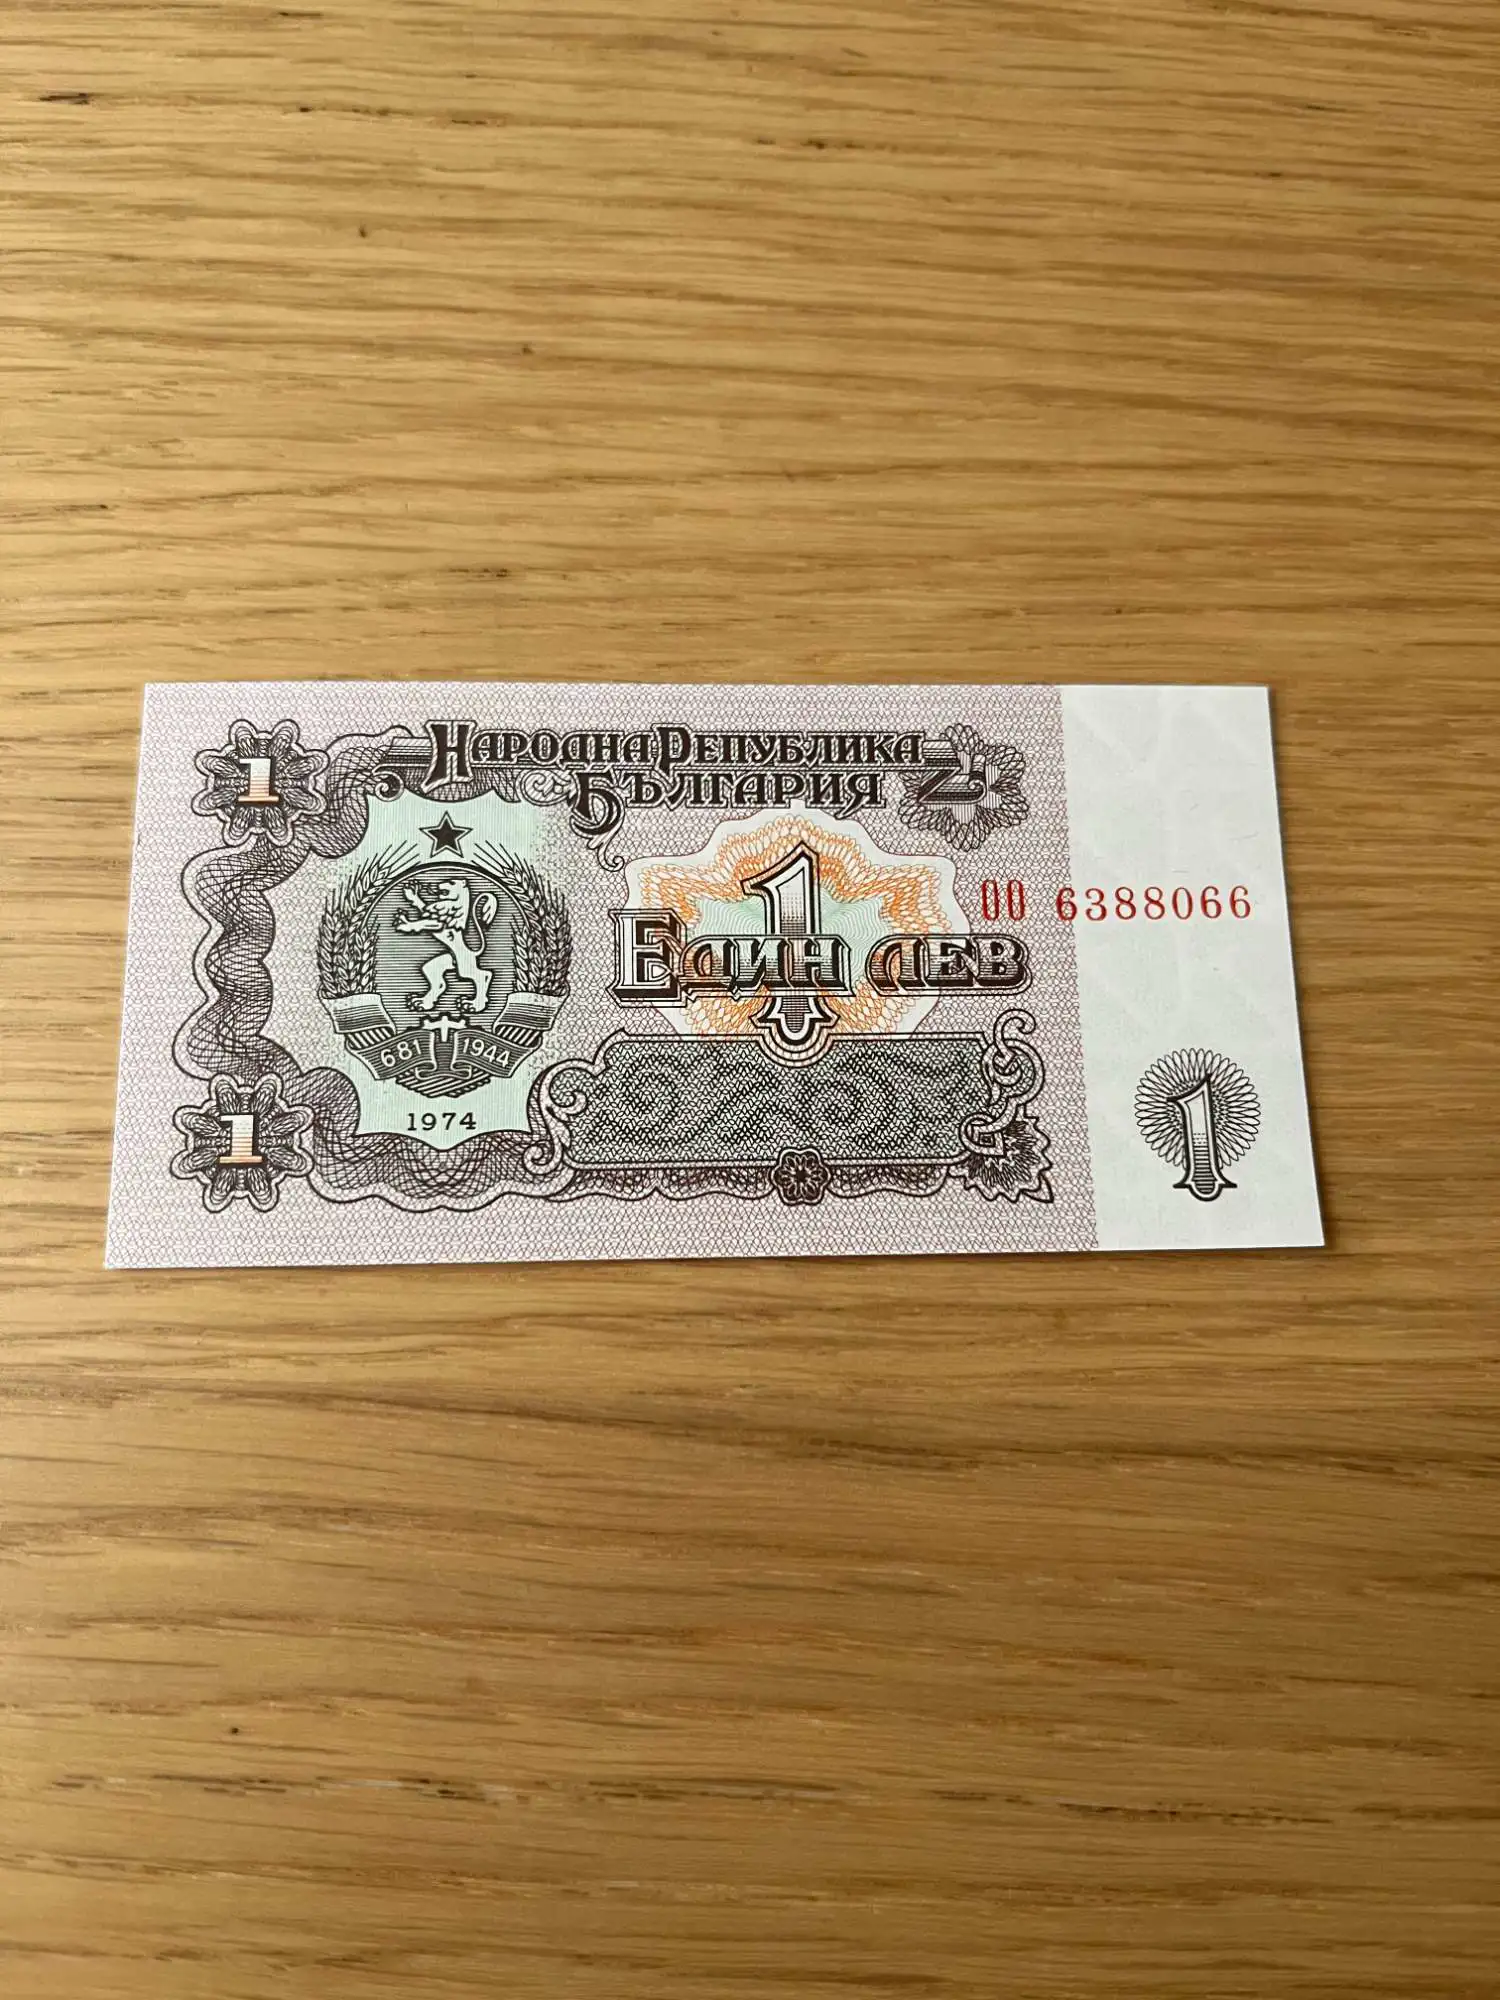 1
Народна Република
България
1
Един лев
ОО 6388066
681 1944
1974
1
1